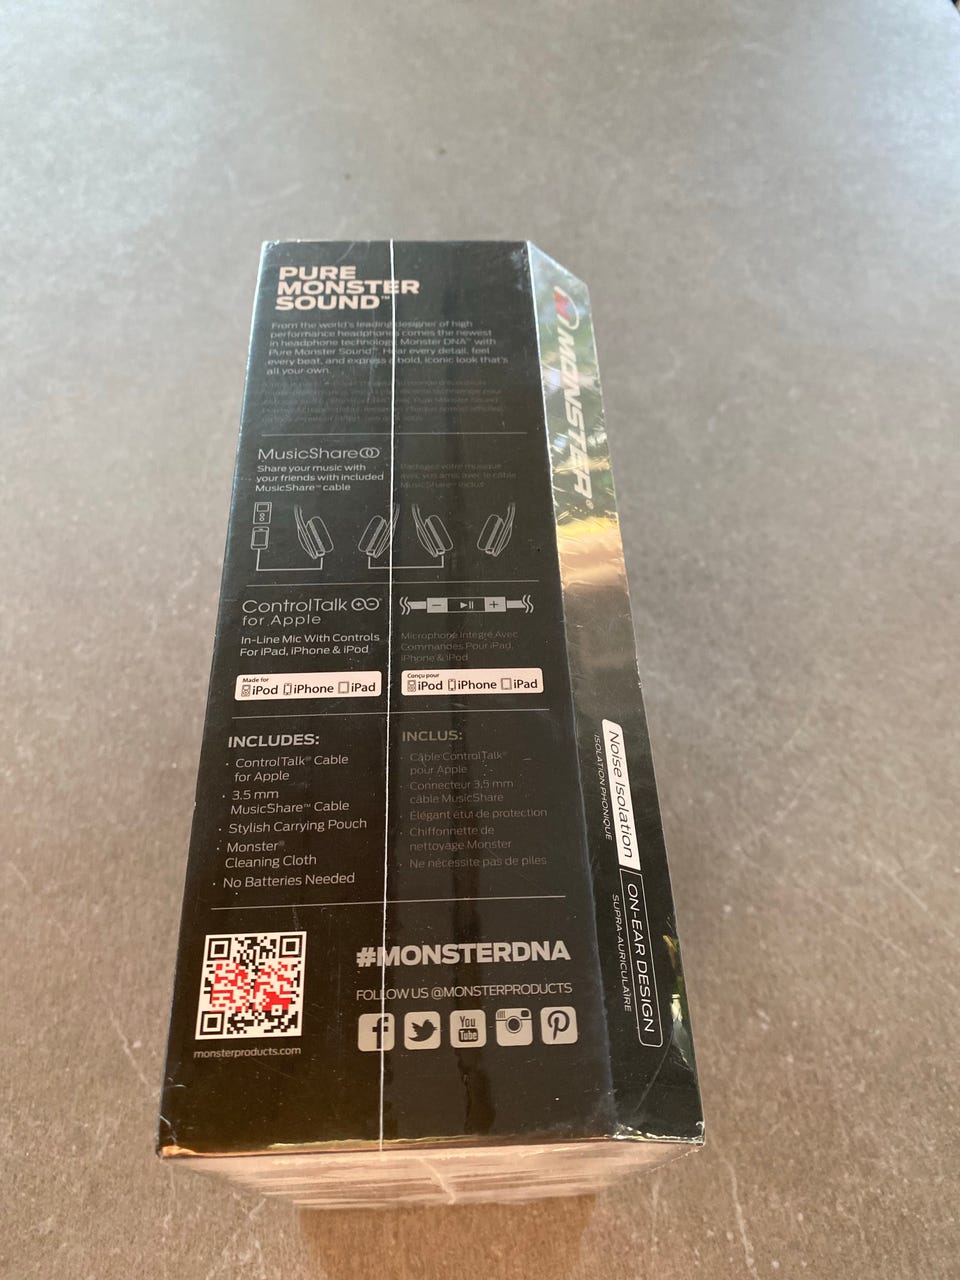 PURE
MONSTER
SOUND™
From the world's leading designer of high
performance headphones comes the newest
in headphone technology, Monster DNA™ with
Pure Monster Sound™. Hear every detail, feel
every beat, and express a bold, iconic look that's
all your own.
Pure Monster Sound
MusicShare
Share your music with
your friends with included
MusicShare™ cable
Partagez votre musique
avec vos amis avec le câble
MusicShare™ inclus
ControlTalk
for Apple
In-Line Mic With Controls
For iPad, iPhone & iPod
Microphone Intégré Avec
Commandes Pour iPad,
iPhone & iPod
Made for
iPod iPhone iPad
Conçu pour
iPod iPhone iPad
INCLUDES:
· ControlTalk® Cable
for Apple
· 3.5 mm
MusicShare™ Cable
· Stylish Carrying Pouch
· Monster®
Cleaning Cloth
· No Batteries Needed
INCLUS:
· Câble ControlTalk®
pour Apple
· Connecteur 3,5 mm
câble MusicShare
· Élégant étui de protection
· Chiffonnette de
nettoyage Monster
· Ne nécessite pas de piles
monsterproducts.com
#MONSTERDNA
FOLLOW US @MONSTERPRODUCTS
f
You
Tube
MONSTER®
Noise Isolation
ISOLATION PHONIQUE
ON-EAR DESIGN
SUPRA-AURICULAIRE